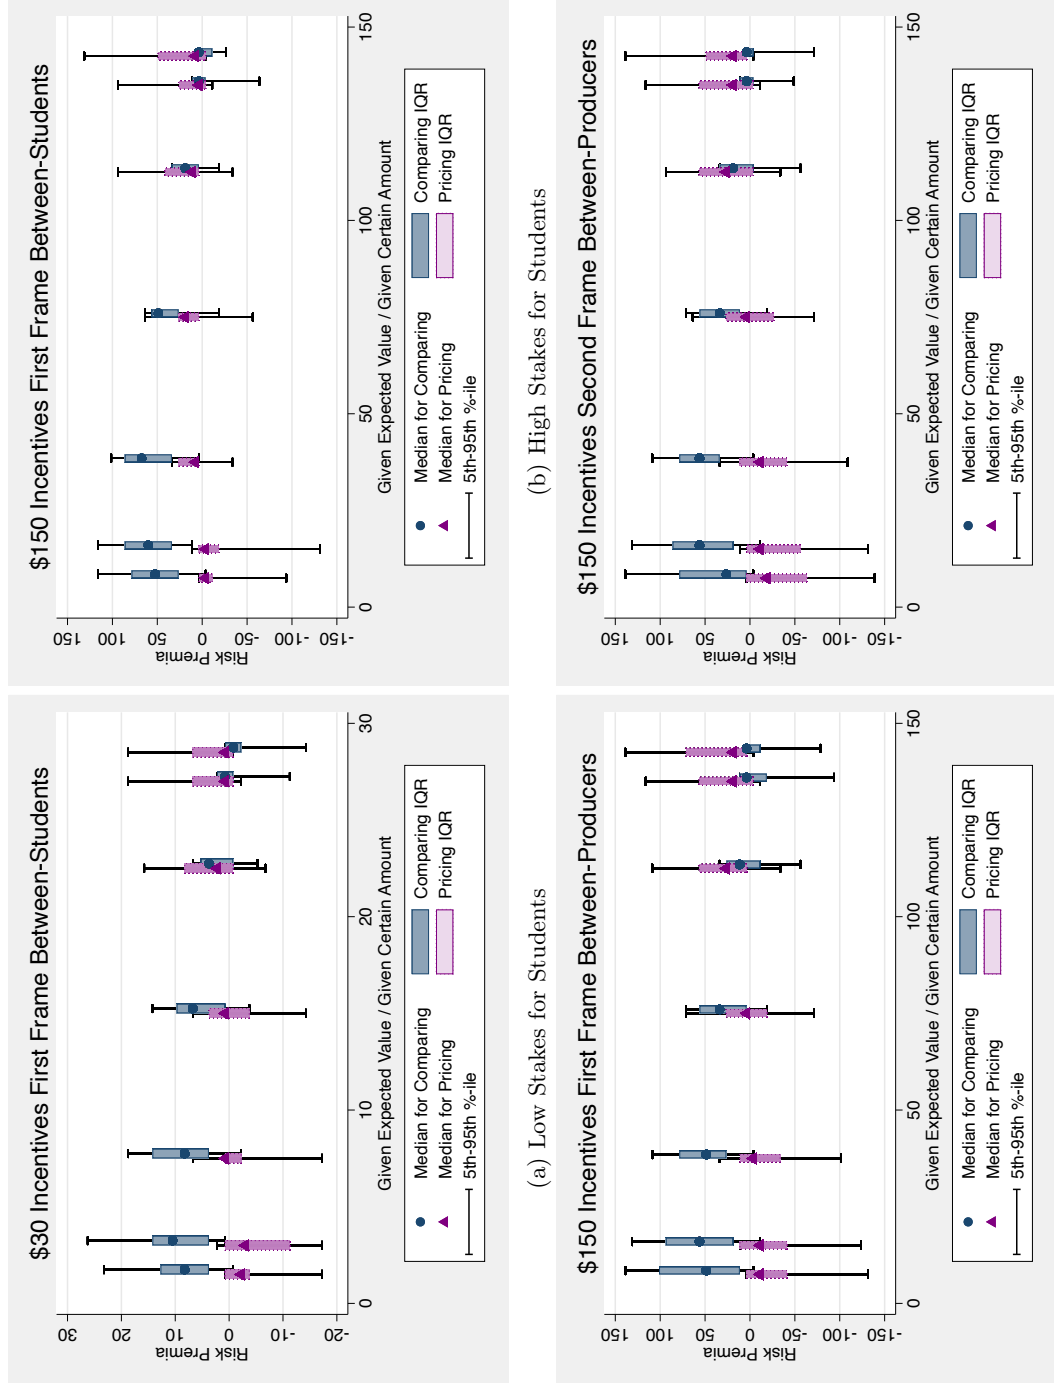 $30 Incentives First Frame Between-Students
30
20
10
0
-10
-20
Risk Premia
0
10
20
30
Given Expected Value / Given Certain Amount
Median for Comparing
Comparing IQR
Median for Pricing
Pricing IQR
5th-95th %-ile
(a) Low Stakes for Students
$150 Incentives First Frame Between-Students
150
100
50
0
-50
-100
-150
Risk Premia
0
50
100
150
Given Expected Value / Given Certain Amount
Median for Comparing
Comparing IQR
Median for Pricing
Pricing IQR
5th-95th %-ile
(b) High Stakes for Students
$150 Incentives First Frame Between-Producers
150
100
50
0
-50
-100
-150
Risk Premia
0
50
100
150
Given Expected Value / Given Certain Amount
Median for Comparing
Comparing IQR
Median for Pricing
Pricing IQR
5th-95th %-ile
$150 Incentives Second Frame Between-Producers
150
100
50
0
-50
-100
-150
Risk Premia
0
50
100
150
Given Expected Value / Given Certain Amount
Median for Comparing
Comparing IQR
Median for Pricing
Pricing IQR
5th-95th %-ile